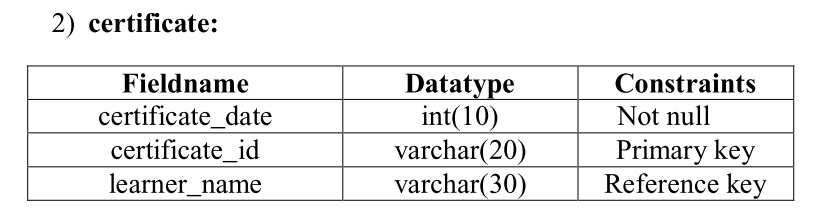 2) certificate:
Fieldname Datatype Constraints
certificate_date int(10) Not null
certificate_id varchar(20) Primary key
learner_name varchar(30) Reference key